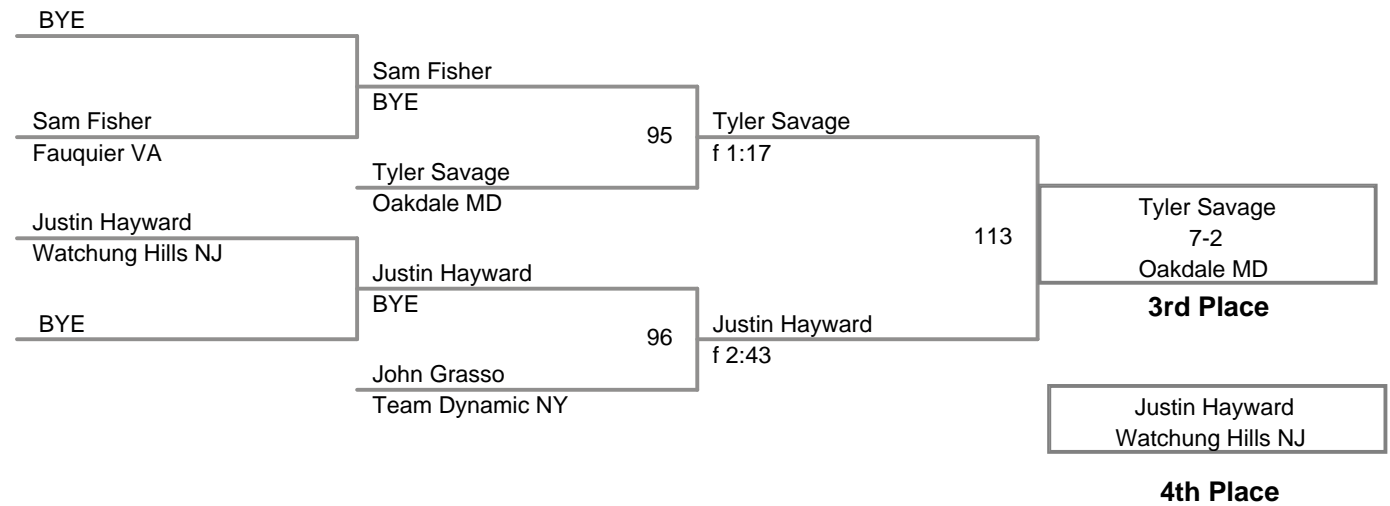 BYE
Sam Fisher
BYE
Sam Fisher
Fauquier VA
95
Tyler Savage
f 1:17
Tyler Savage
Oakdale MD
Tyler Savage
7-2
Oakdale MD
3rd Place
Justin Hayward
Watchung Hills NJ
113
Justin Hayward
BYE
BYE
96
Justin Hayward
f 2:43
John Grasso
Team Dynamic NY
Justin Hayward
Watchung Hills NJ
4th Place